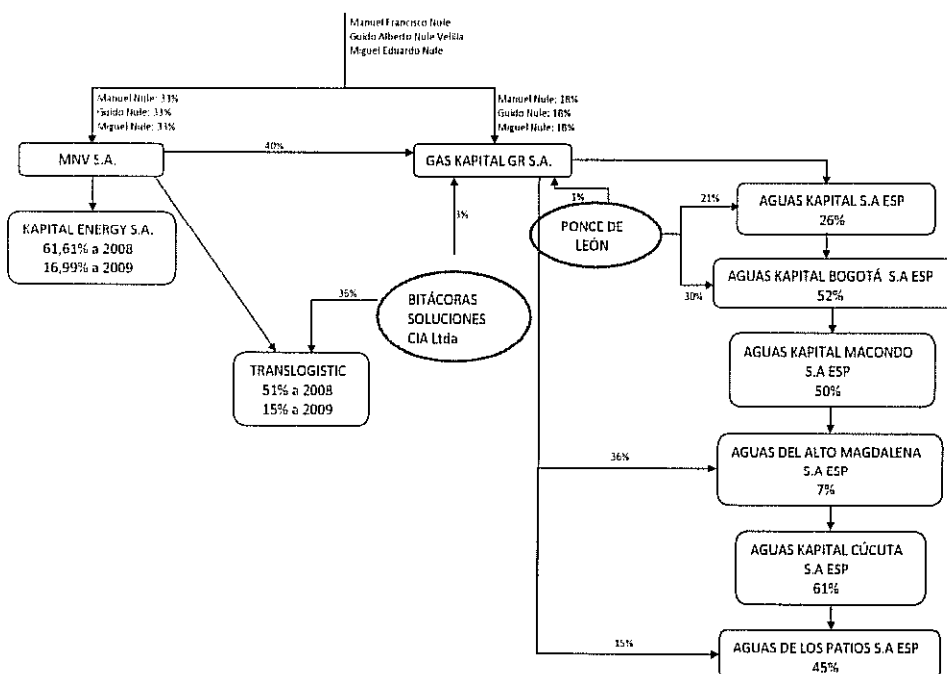 Manuel Francisco Nule
Guido Alberto Nule Velilla
Miguel Eduardo Nule
Manuel Nule: 33%
Guido Nule: 33%
Miguel Nule: 33%
Manuel Nule: 18%
Guido Nule: 18%
Miguel Nule: 18%
MNV S.A.
40%
GAS KAPITAL GR S.A.
KAPITAL ENERGY S.A.
61,61% a 2008
16,99% a 2009
3%
1%
PONCE DE
LEÓN
21%
AGUAS KAPITAL S.A ESP
26%
30%
AGUAS KAPITAL BOGOTÁ S.A ESP
52%
36%
BITÁCORAS
SOLUCIONES
CIA Ltda
TRANSLOGISTIC
51% a 2008
15% a 2009
AGUAS KAPITAL MACONDO
S.A ESP
50%
36%
AGUAS DEL ALTO MAGDALENA
S.A ESP
7%
AGUAS KAPITAL CÚCUTA
S.A ESP
61%
15%
AGUAS DE LOS PATIOS S.A ESP
45%